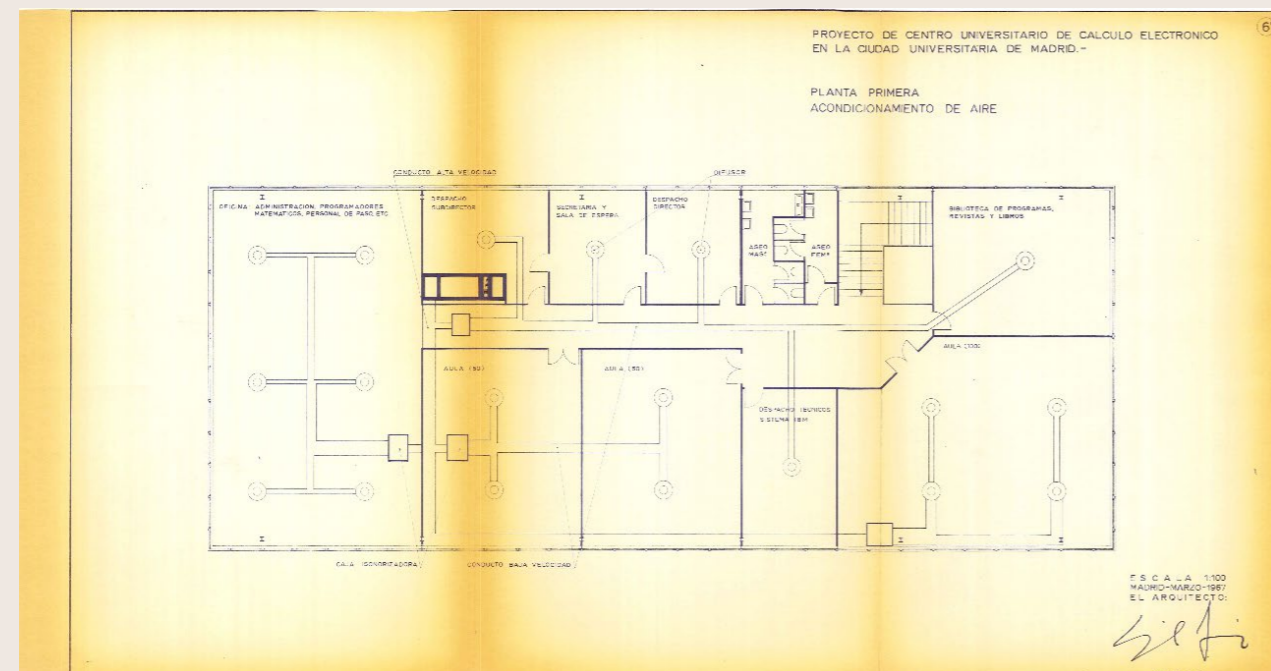 6
PROYECTO DE CENTRO UNIVERSITARIO DE CALCULO ELECTRONICO
EN LA CIUDAD UNIVERSITARIA DE MADRID.-
PLANTA PRIMERA
ACONDICIONAMIENTO DE AIRE
CONDUCTO ALTA VELOCIDAD
DIFUSOR
OFICINA: ADMINISTRACION, PROGRAMADORES
MATEMATICOS, PERSONAL DE PASO, ETC
DESPACHO
SUBDIRECTOR
SECRETARIA Y
SALA DE ESPERA
DESPACHO
DIRECTOR
ASEO
MASC
ASEO
FEMº
BIBLIOTECA DE PROGRAMAS,
REVISTAS Y LIBROS
AULA (50)
AULA (50)
AULA (100)
DESPACHO TECNICOS
SISTEMA IBM
CAJA ISONORIZADORA
CONDUCTO BAJA VELOCIDAD
ESCALA 1:100
MADRID-MARZO-1967
EL ARQUITECTO: